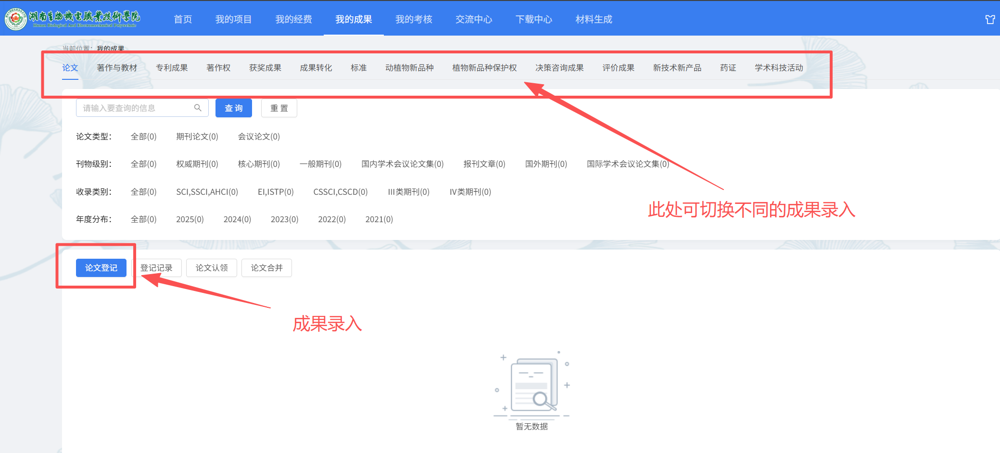 湖南生物機電職業技術學院
Hunan Biological And Electromechanical Polytechnic
首页 我的项目 我的经费 我的成果 我的考核 交流中心 下载中心 材料生成
当前位置： 我的成果
论文 著作与教材 专利成果 著作权 获奖成果 成果转化 标准 动植物新品种 植物新品种保护权 决策咨询成果 评价成果 新技术新产品 药证 学术科技活动
请输入要查询的信息 查 询 重 置
论文类型： 全部(0) 期刊论文(0) 会议论文(0)
刊物级别： 全部(0) 权威期刊(0) 核心期刊(0) 一般期刊(0) 国内学术会议论文集(0) 报刊文章(0) 国外期刊(0) 国际学术会议论文集(0)
收录类别： 全部(0) SCI,SSCI,AHCI(0) EI,ISTP(0) CSSCI,CSCD(0) III类期刊(0) IV类期刊(0)
此处可切换不同的成果录入
年度分布： 全部(0) 2025(0) 2024(0) 2023(0) 2022(0) 2021(0)
论文登记 登记记录 论文认领 论文合并
成果录入
暂无数据